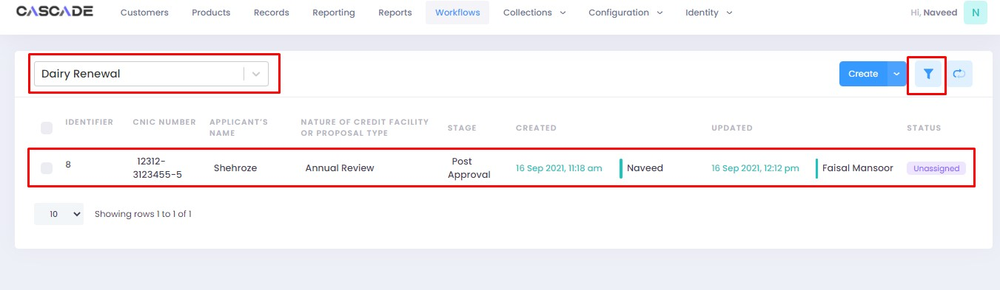 CASCADE Customers Products Records Reporting Reports Workflows Collections Configuration Identity Hi, Naveed N
Dairy Renewal Create
IDENTIFIER CNIC NUMBER APPLICANT'S NATURE OF CREDIT FACILITY STAGE CREATED UPDATED STATUS
NAME OR PROPOSAL TYPE
8 12312- Shehroze Annual Review Post 16 Sep 2021, 11:18 am Naveed 16 Sep 2021, 12:12 pm Faisal Mansoor Unassigned
3123455-5 Approval
10 Showing rows 1 to 1 of 1